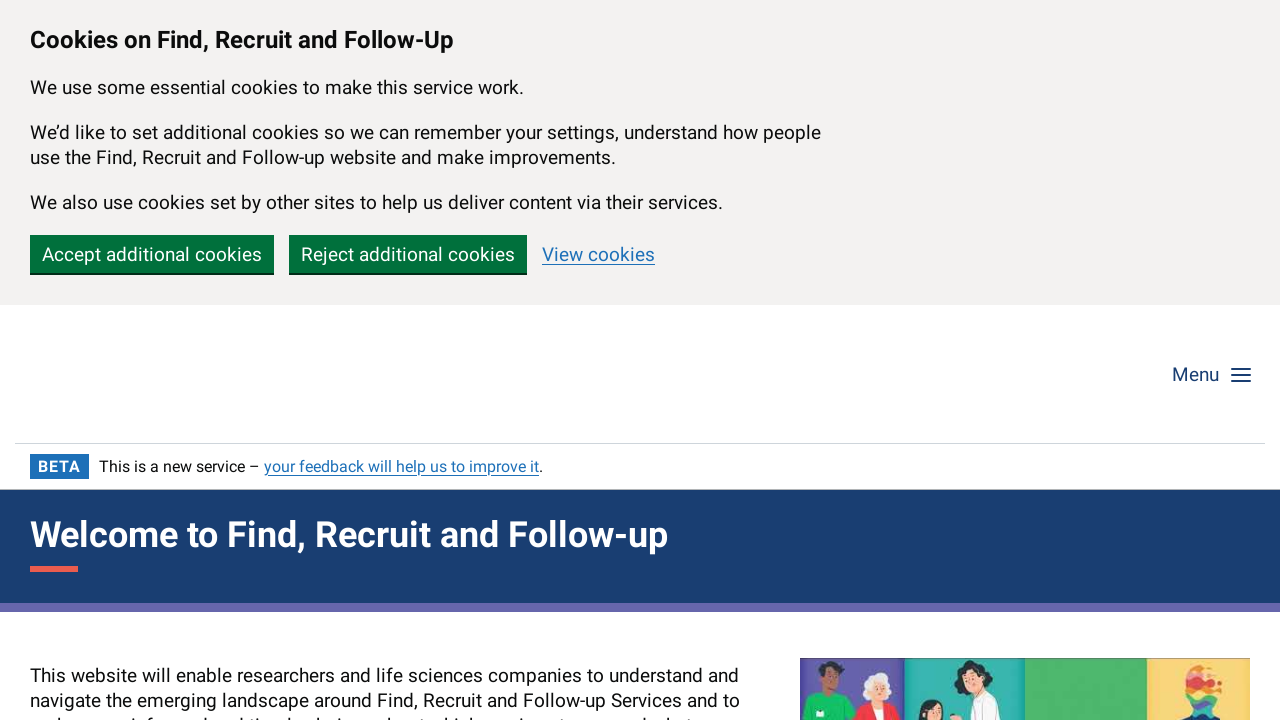 Cookies on Find, Recruit and Follow-Up
We use some essential cookies to make this service work.
We’d like to set additional cookies so we can remember your settings, understand how people
use the Find, Recruit and Follow-up website and make improvements.
We also use cookies set by other sites to help us deliver content via their services.
Accept additional cookies Reject additional cookies View cookies
Menu
BETA This is a new service – your feedback will help us to improve it.
Welcome to Find, Recruit and Follow-up
This website will enable researchers and life sciences companies to understand and
navigate the emerging landscape around Find, Recruit and Follow-up Services and to